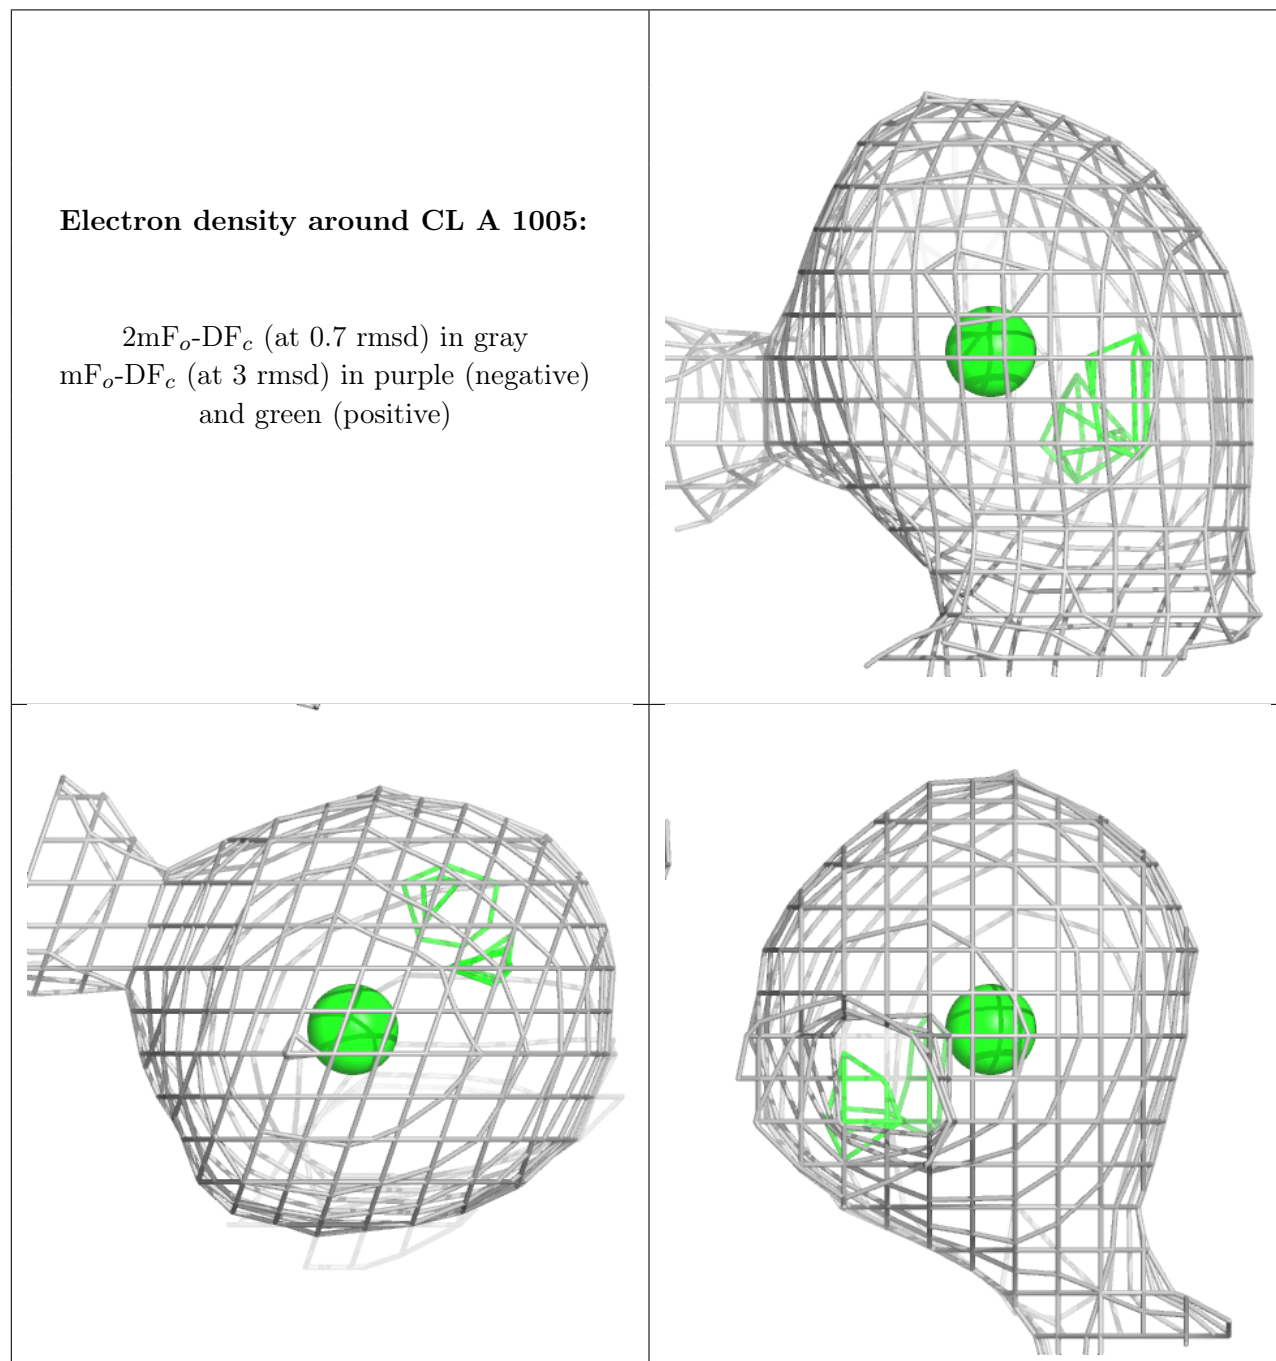 Electron density around CL A 1005:
2mFₒ-DF𝒸 (at 0.7 rmsd) in gray
mFₒ-DF𝒸 (at 3 rmsd) in purple (negative)
and green (positive)